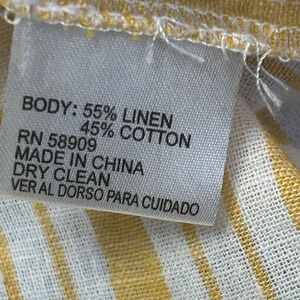 BODY: 55% LINEN
45% COTTON
RN 58909
MADE IN CHINA
DRY CLEAN
VER AL DORSO PARA CUIDADO